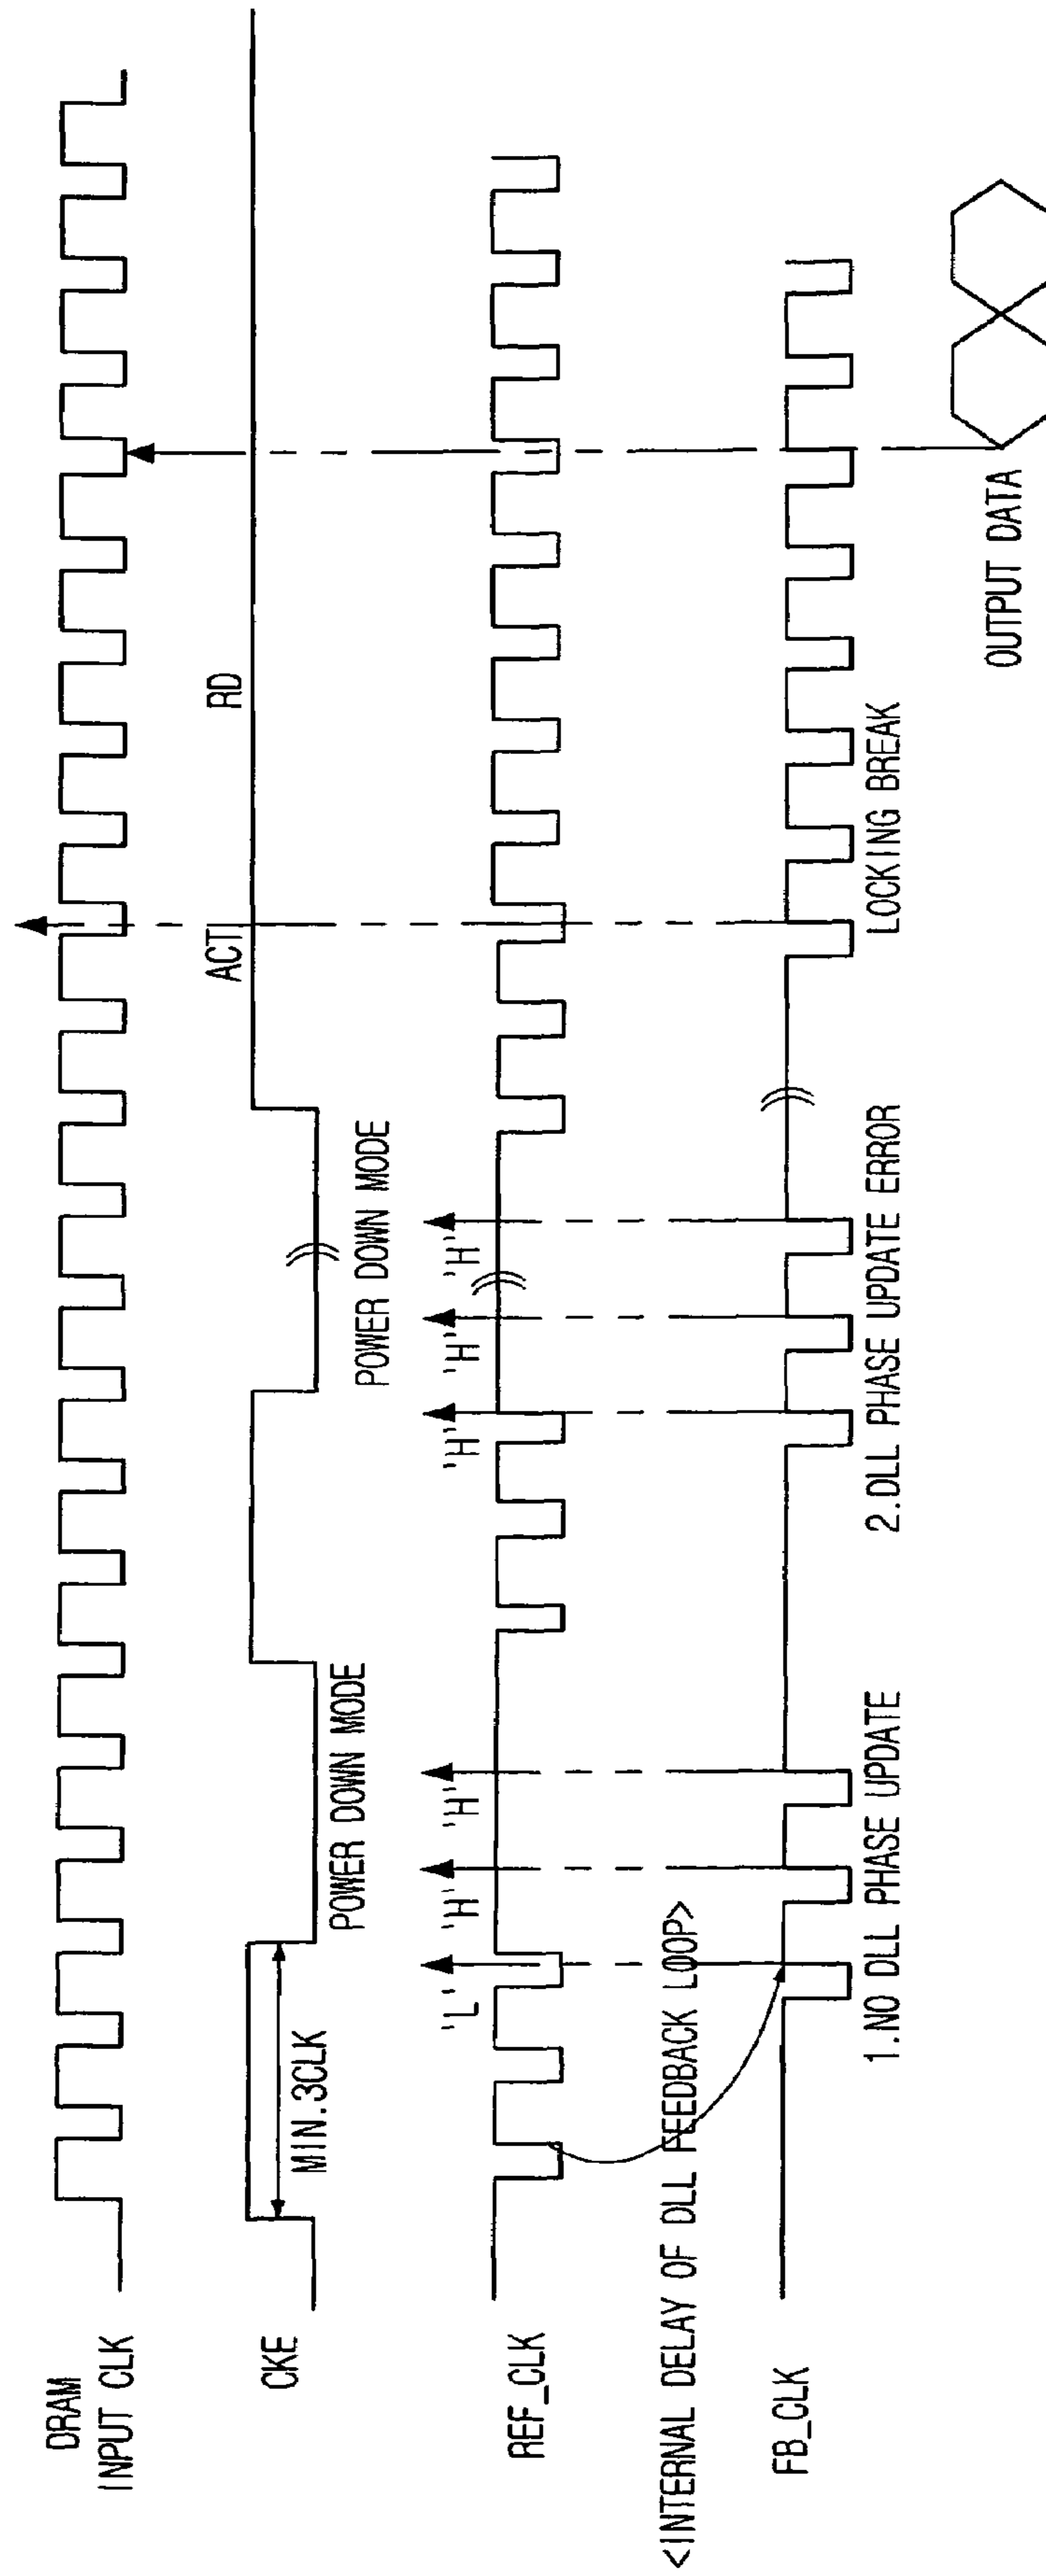 DRAM
INPUT CLK
CKE
MIN.3CLK
POWER DOWN MODE
POWER DOWN MODE
ACT
RD
REF_CLK
'L'
'H'
'H'
'H'
'H'
'H'
<INTERNAL DELAY OF DLL FEEDBACK LOOP>
FB_CLK
1.NO DLL PHASE UPDATE
2.DLL PHASE UPDATE ERROR
LOCKING BREAK
OUTPUT DATA